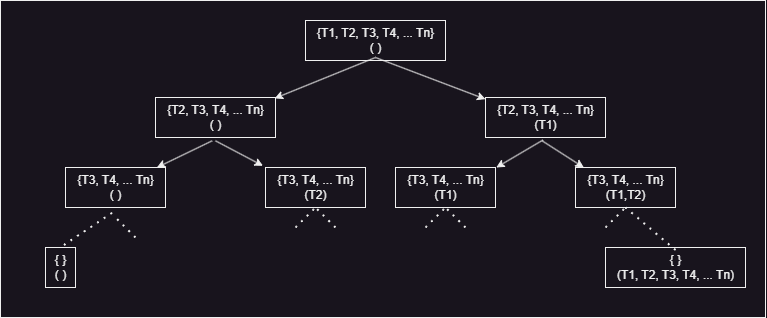 {T1, T2, T3, T4, ... Tn}
( )
{T2, T3, T4, ... Tn}
( )
{T2, T3, T4, ... Tn}
(T1)
{T3, T4, ... Tn}
( )
{T3, T4, ... Tn}
(T2)
{T3, T4, ... Tn}
(T1)
{T3, T4, ... Tn}
(T1,T2)
{ }
( )
{ }
(T1, T2, T3, T4, ... Tn)